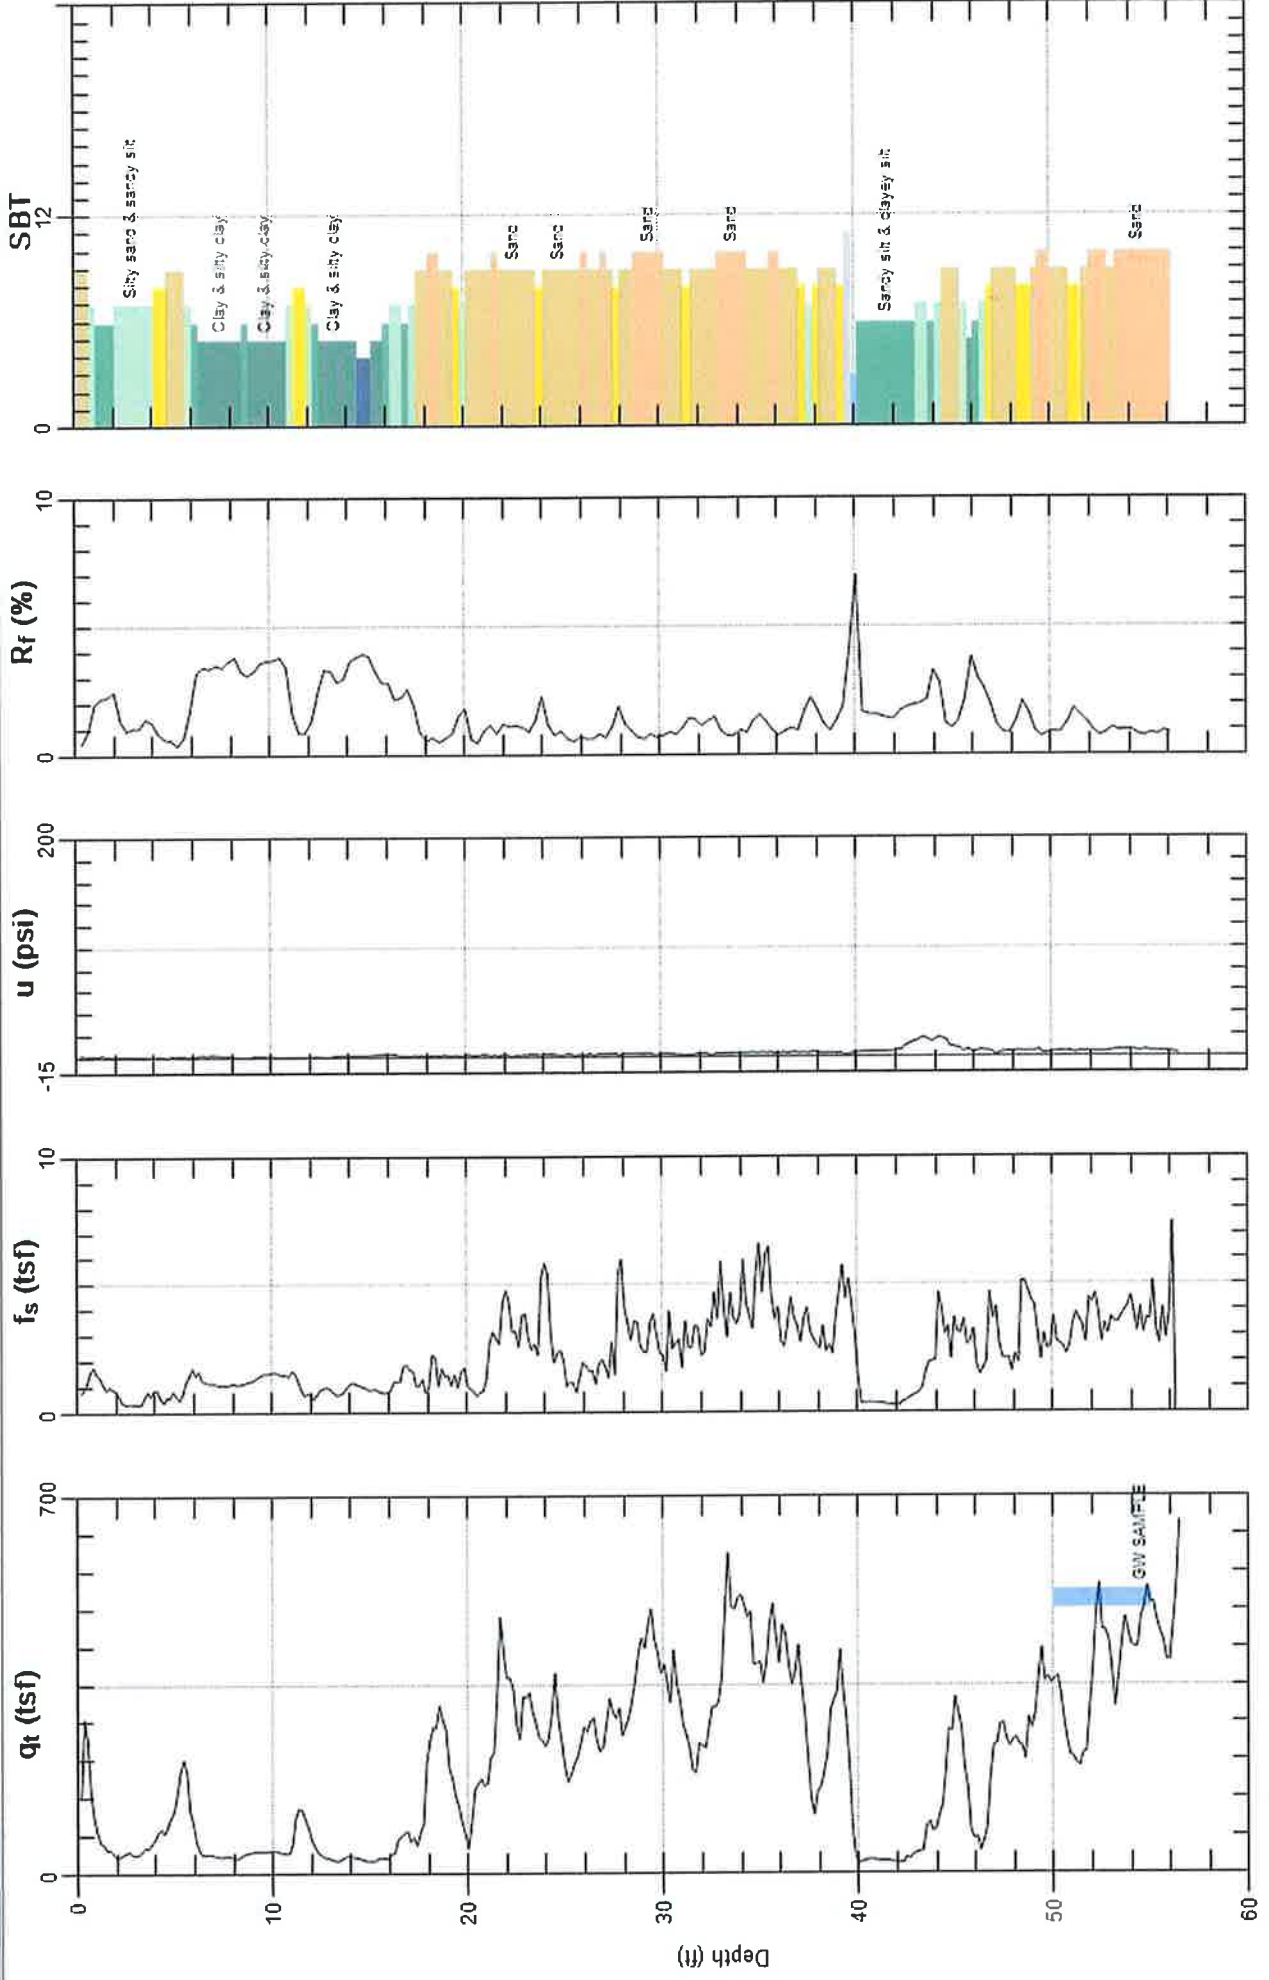 SBT
0
12
Silty sand & sandy silt
Clay & silty clay
Clay & silty clay
Clay & silty clay
Sand
Sand
Sand
Sand
Sandy silt & clayey silt
Sand
Rf (%)
0
10
u (psi)
-15
200
fs (tsf)
0
10
qt (tsf)
0
700
GW SAMPLE
0
10
20
30
40
50
60
Depth (ft)